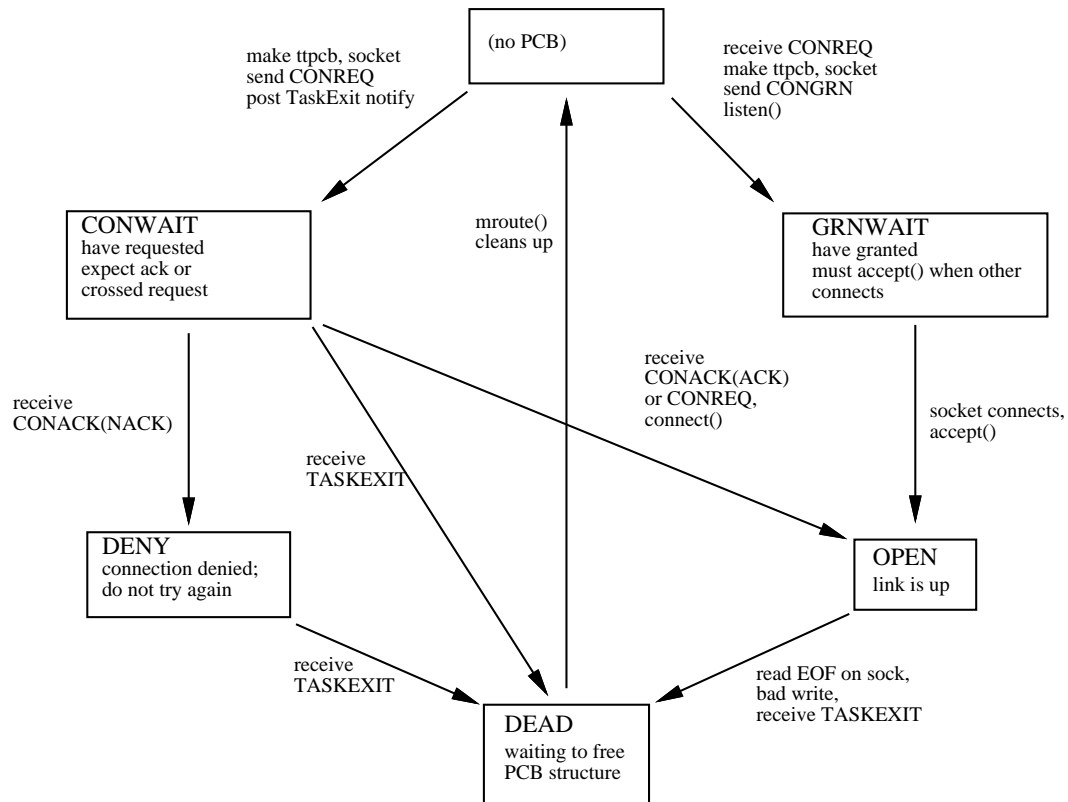 (no PCB)
make ttpcb, socket
send CONREQ
post TaskExit notify
receive CONREQ
make ttpcb, socket
send CONGRN
listen()
CONWAIT
have requested
expect ack or
crossed request
mroute()
cleans up
GRNWAIT
have granted
must accept() when other
connects
receive
CONACK(NACK)
receive
TASKEXIT
receive
CONACK(ACK)
or CONREQ,
connect()
socket connects,
accept()
DENY
connection denied;
do not try again
OPEN
link is up
receive
TASKEXIT
read EOF on sock,
bad write,
receive TASKEXIT
DEAD
waiting to free
PCB structure